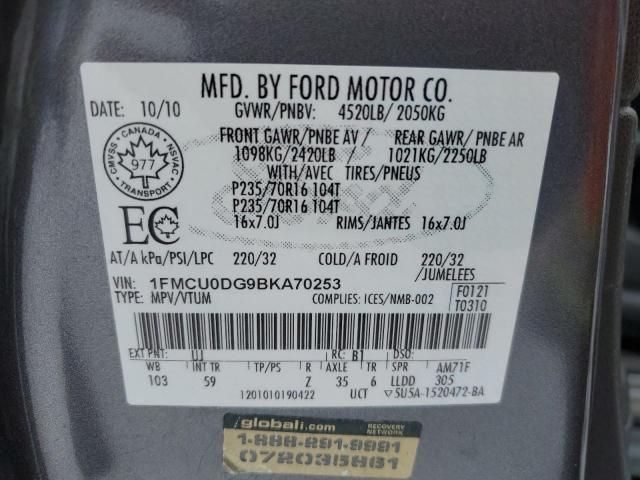 MFD. BY FORD MOTOR CO.
DATE: 10/10 GVWR/PNBV: 4520LB/ 2050KG
FRONT GAWR/PNBE AV / REAR GAWR/ PNBE AR
1098KG/2420LB 1021KG/2250LB
WITH/AVEC TIRES/PNEUS
P235/70R16 104T
P235/70R16 104T
16x7.0J RIMS/JANTES 16x7.0J
CMVSS · CANADA · NSVAC
977
TRANSPORT
EC
AT/A kPa/PSI/LPC 220/32 COLD/A FROID 220/32
/JUMELEES
VIN: 1FMCU0DG9BKA70253
TYPE: MPV/VTUM COMPLIES: ICES/NMB-002
F0121
T0310
EXT PNT: UJ RC: B1 DSO:
WB INT TR TP/PS R AXLE TR SPR AM71F
103 59 Z 35 6 LLDD 305
1201010190422 UCT 5U5A-1520472-BA
globali.com RECOVERY NETWORK
1-888-291-9991
072035861